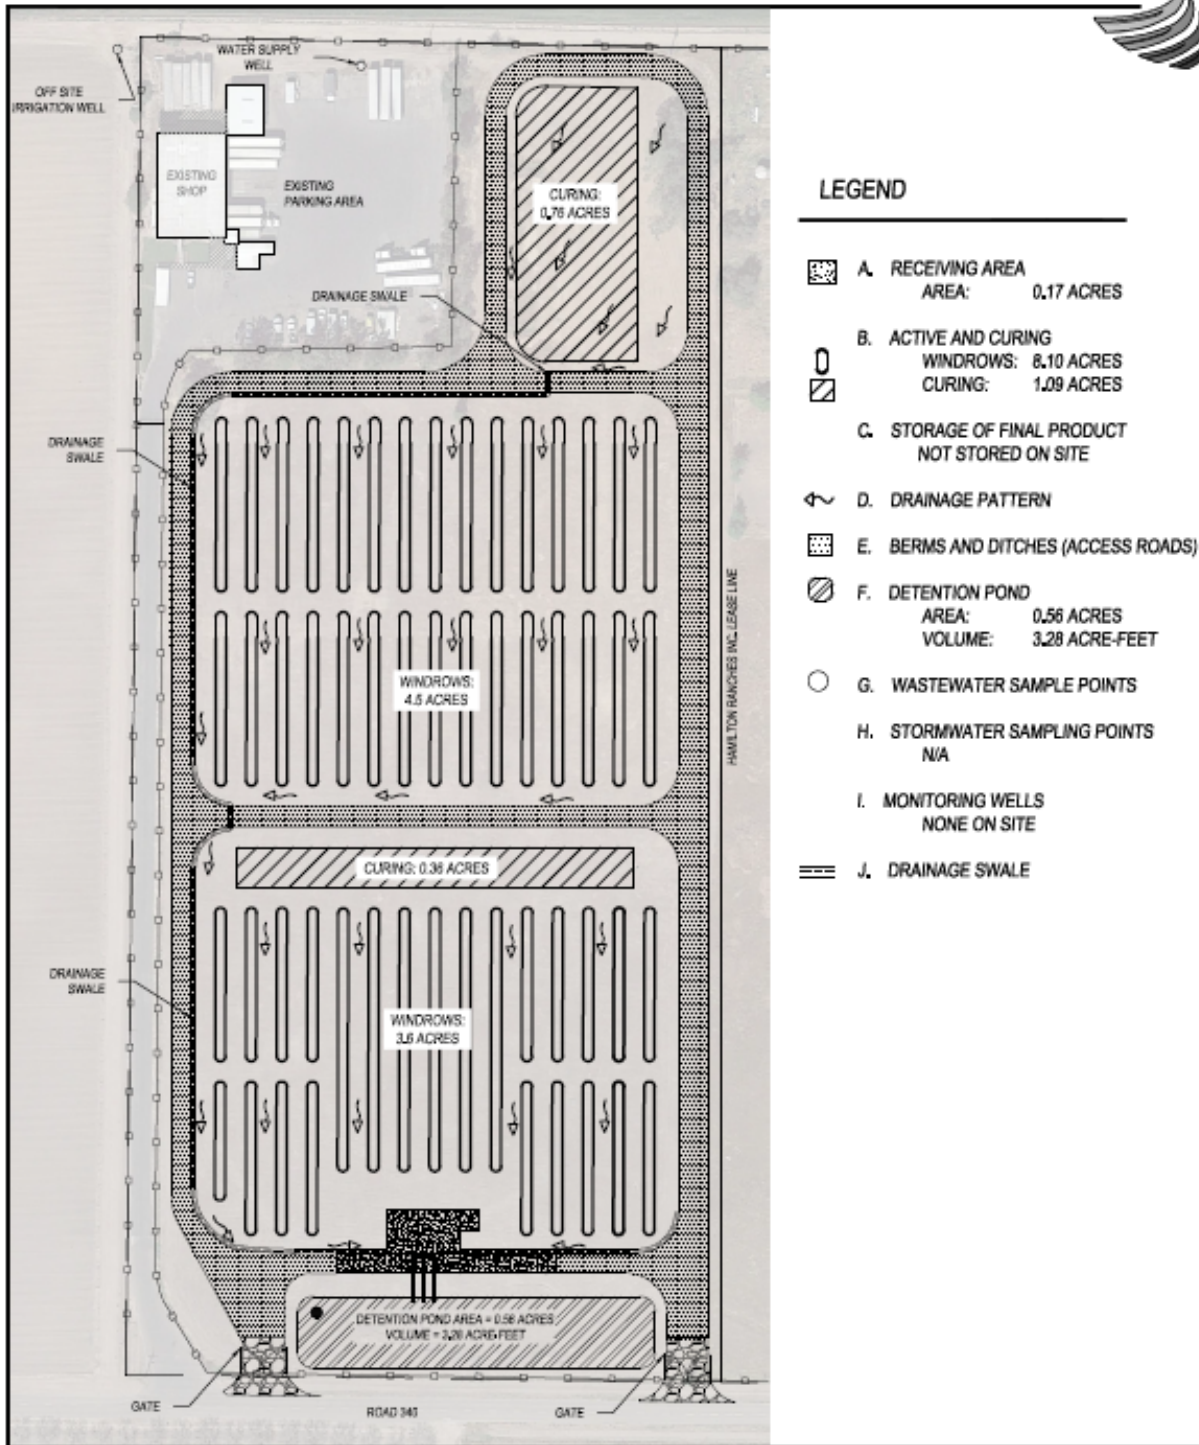 WATER SUPPLY
WELL
OFF SITE
IRRIGATION WELL
EXISTING
SHOP
EXISTING
PARKING AREA
CURING:
0.76 ACRES
DRAINAGE SWALE
DRAINAGE
SWALE
WINDROWS:
4.5 ACRES
HAMILTON RANCHES INC. LEASE LINE
CURING: 0.36 ACRES
DRAINAGE
SWALE
WINDROWS:
3.6 ACRES
DETENTION POND AREA = 0.56 ACRES
VOLUME = 3.28 ACRE-FEET
GATE
ROAD 340
GATE
LEGEND
A. RECEIVING AREA
AREA: 0.17 ACRES
B. ACTIVE AND CURING
WINDROWS: 8.10 ACRES
CURING: 1.09 ACRES
C. STORAGE OF FINAL PRODUCT
NOT STORED ON SITE
D. DRAINAGE PATTERN
E. BERMS AND DITCHES (ACCESS ROADS)
F. DETENTION POND
AREA: 0.56 ACRES
VOLUME: 3.28 ACRE-FEET
G. WASTEWATER SAMPLE POINTS
H. STORMWATER SAMPLING POINTS
N/A
I. MONITORING WELLS
NONE ON SITE
J. DRAINAGE SWALE